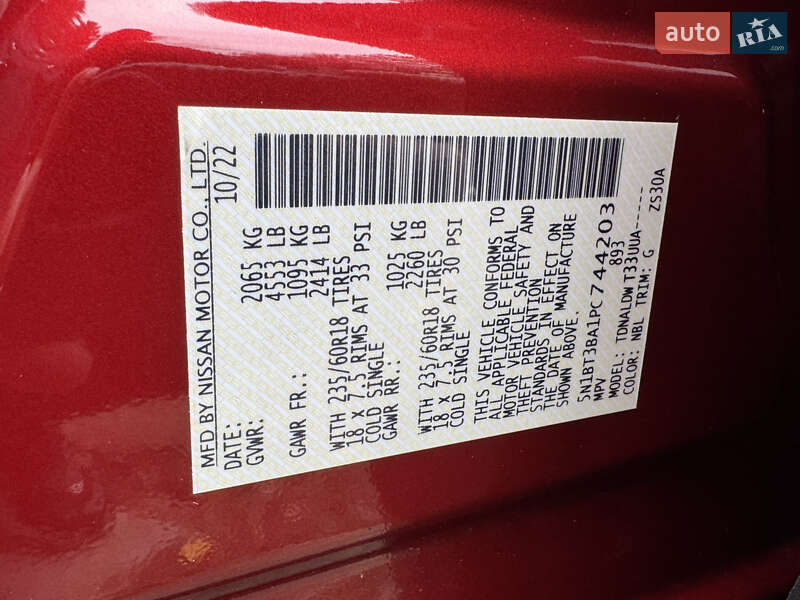 MFD BY NISSAN MOTOR CO., LTD.
DATE: 10/22
GVWR: 2065 KG
4553 LB
GAWR FR.: 1095 KG
2414 LB
WITH 235/60R18 TIRES
18 X 7.5 RIMS AT 33 PSI
COLD SINGLE
GAWR RR.: 1025 KG
2260 LB
WITH 235/60R18 TIRES
18 X 7.5 RIMS AT 30 PSI
COLD SINGLE
THIS VEHICLE CONFORMS TO
ALL APPLICABLE FEDERAL
MOTOR VEHICLE SAFETY AND
THEFT PREVENTION
STANDARDS IN EFFECT ON
THE DATE OF MANUFACTURE
SHOWN ABOVE.
5N1BT3BA1PC744203
MPV 893
MODEL: TDNALDW T33UUA-----
COLOR: NBL TRIM: G ZS30A
auto RIA .com